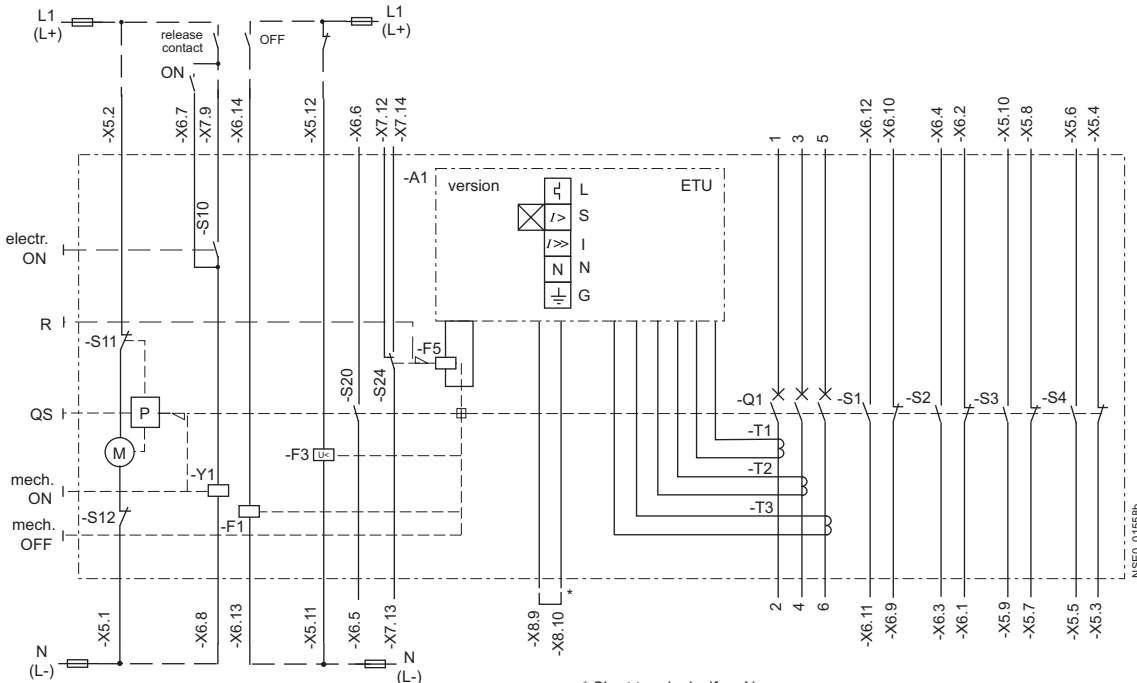 L1
(L+)
L1
(L+)
release
contact
OFF
ON
-X5.2
-X6.7
-X7.9
-X6.14
-X5.12
-X6.6
-X7.12
-X7.14
1
3
5
-X6.12
-X6.10
-X6.4
-X6.2
-X5.10
-X5.8
-X5.6
-X5.4
-A1
version
ETU
L
I>
S
I>>
I
N
N
G
-S10
electr.
ON
R
-S11
-F5
-S20
-S24
QS
P
-Q1
-S1
-S2
-S3
-S4
M
-T1
-F3
U<
-T2
mech.
ON
-Y1
-T3
-S12
-F1
mech.
OFF
NSE0_01558b
-X5.1
-X6.8
-X6.13
-X5.11
-X6.5
-X7.13
-X8.9
-X8.10
*
2
4
6
-X6.11
-X6.9
-X6.3
-X6.1
-X5.9
-X5.7
-X5.5
-X5.3
N
(L-)
N
(L-)